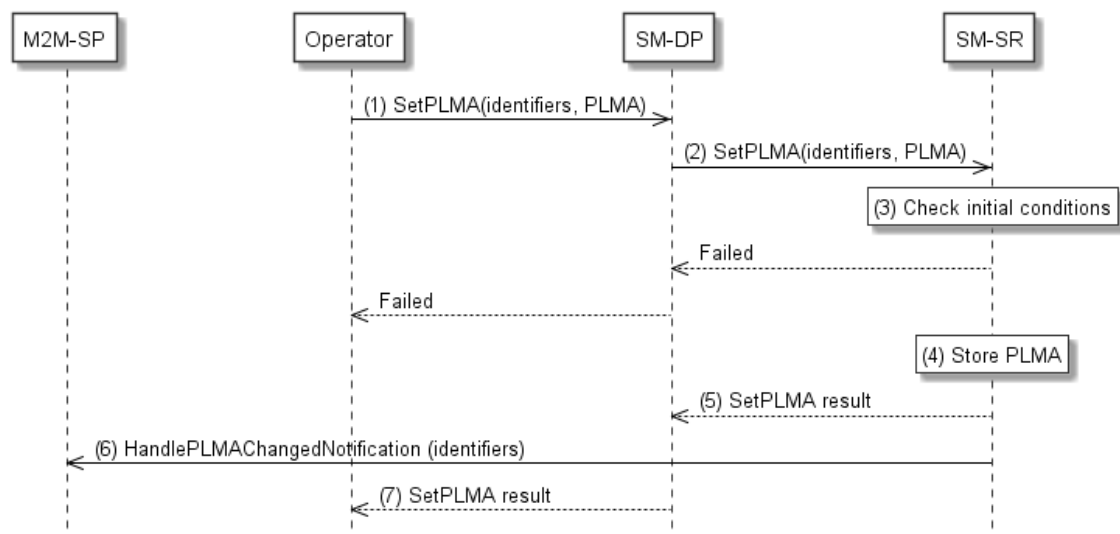 M2M-SP
Operator
SM-DP
SM-SR
(1) SetPLMA(identifiers, PLMA)
(2) SetPLMA(identifiers, PLMA)
(3) Check initial conditions
Failed
Failed
(4) Store PLMA
(5) SetPLMA result
(6) HandlePLMAChangedNotification (identifiers)
(7) SetPLMA result